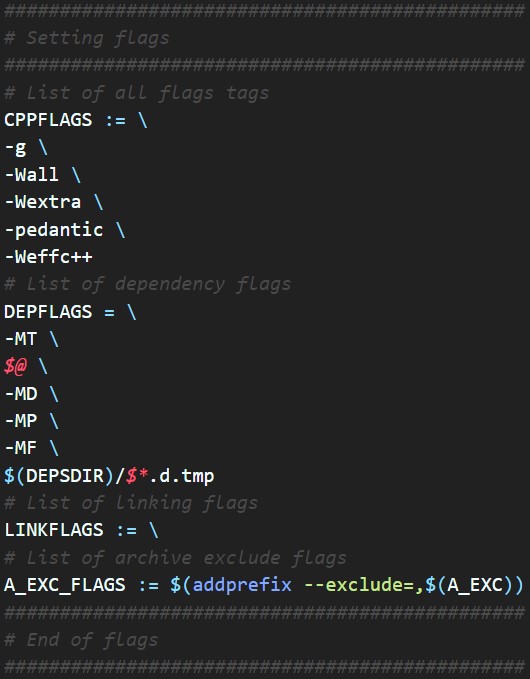 ###############################################
# Setting flags
###############################################
# List of all flags tags
CPPFLAGS := \
-g \
-Wall \
-Wextra \
-pedantic \
-Weffc++
# List of dependency flags
DEPFLAGS = \
-MT \
$@ \
-MD \
-MP \
-MF \
$(DEPSDIR)/$*.d.tmp
# List of linking flags
LINKFLAGS := \
# List of archive exclude flags
A_EXC_FLAGS := $(addprefix --exclude=,$(A_EXC))
###############################################
# End of flags
###############################################